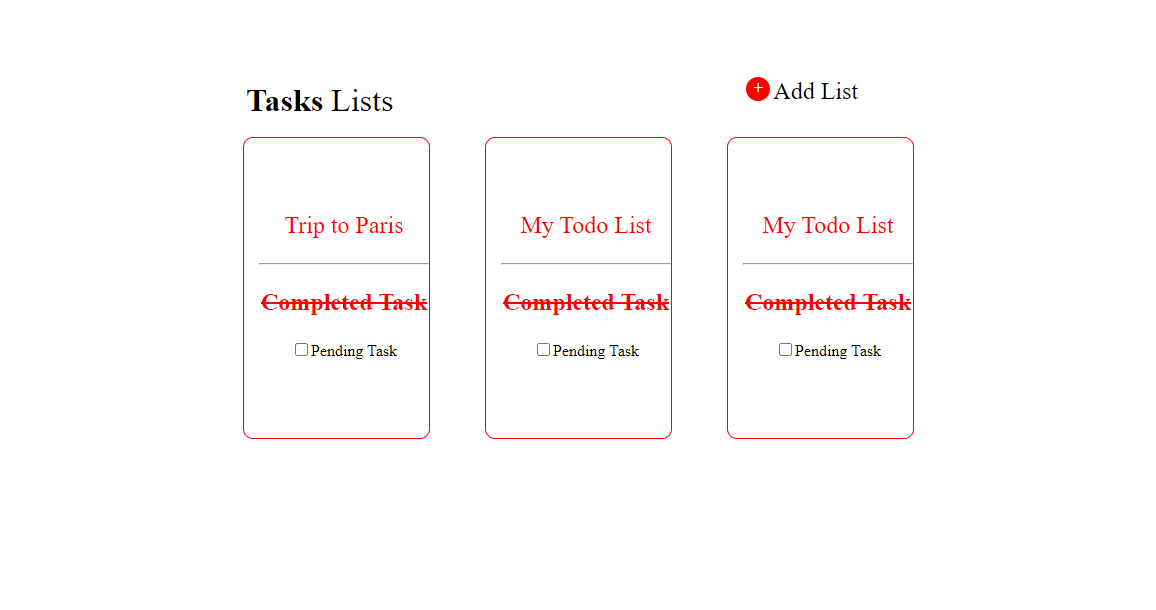 Tasks Lists
+ Add List
Trip to Paris
Completed Task
Pending Task
My Todo List
Completed Task
Pending Task
My Todo List
Completed Task
Pending Task